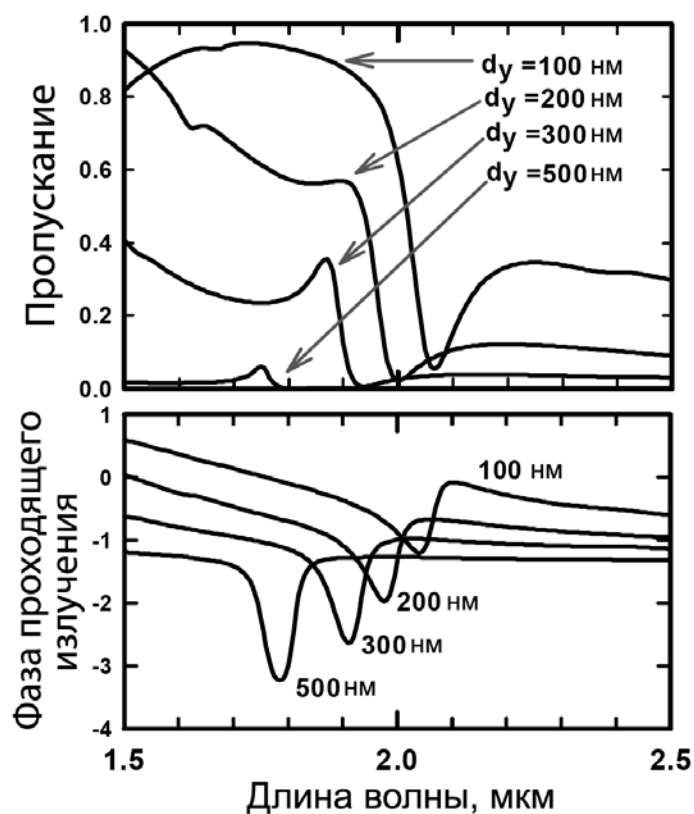 1.0
0.8
0.6
0.4
0.2
0.0
Пропускание
dy =100 нм
dy =200 нм
dy =300 нм
dy =500 нм
1
0
-1
-2
-3
-4
Фаза проходящего
излучения
100 нм
200 нм
300 нм
500 нм
1.5
2.0
2.5
Длина волны, мкм